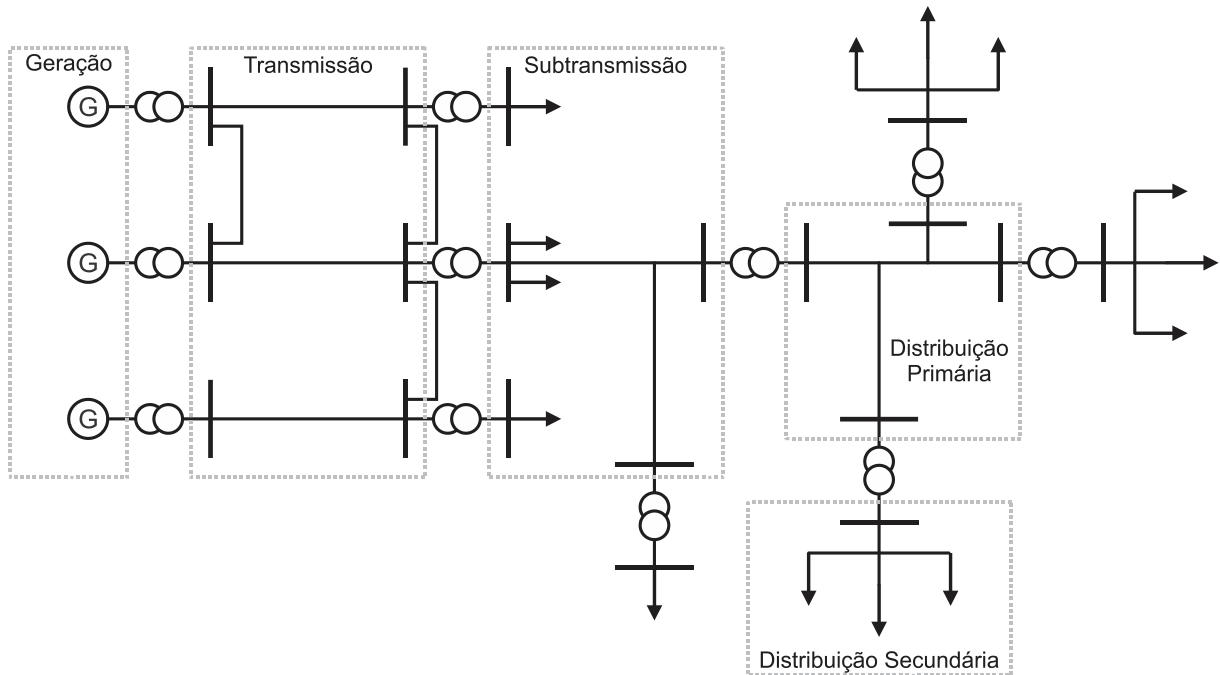 Geração
Transmissão
Subtransmissão
G
G
G
Distribuição
Primária
Distribuição Secundária